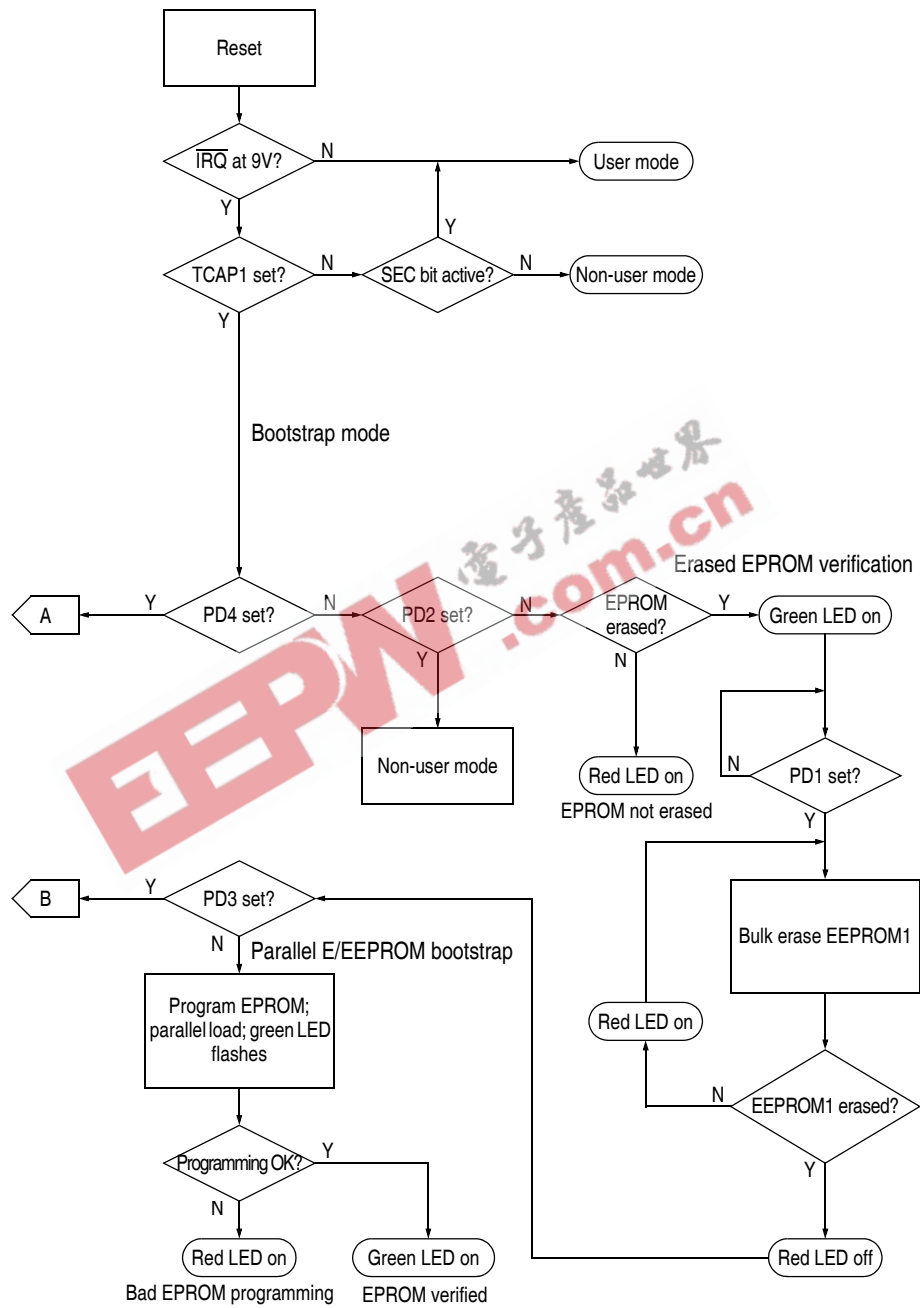 Reset
IRQ at 9V?
N
User mode
Y
Y
TCAP1 set?
N
SEC bit active?
N
Non-user mode
Y
Bootstrap mode
電子產品世界
EEPW.com.cn
Erased EPROM verification
A
Y
PD4 set?
N
PD2 set?
N
EPROM
erased?
Y
Green LED on
Y
N
Non-user mode
Red LED on
EPROM not erased
N
PD1 set?
Y
B
Y
PD3 set?
N
Parallel E/EEPROM bootstrap
Bulk erase EEPROM1
Program EPROM;
parallel load; green LED
flashes
Red LED on
N
EEPROM1 erased?
Y
Programming OK?
Y
N
Red LED on
Green LED on
Red LED off
Bad EPROM programming
EPROM verified